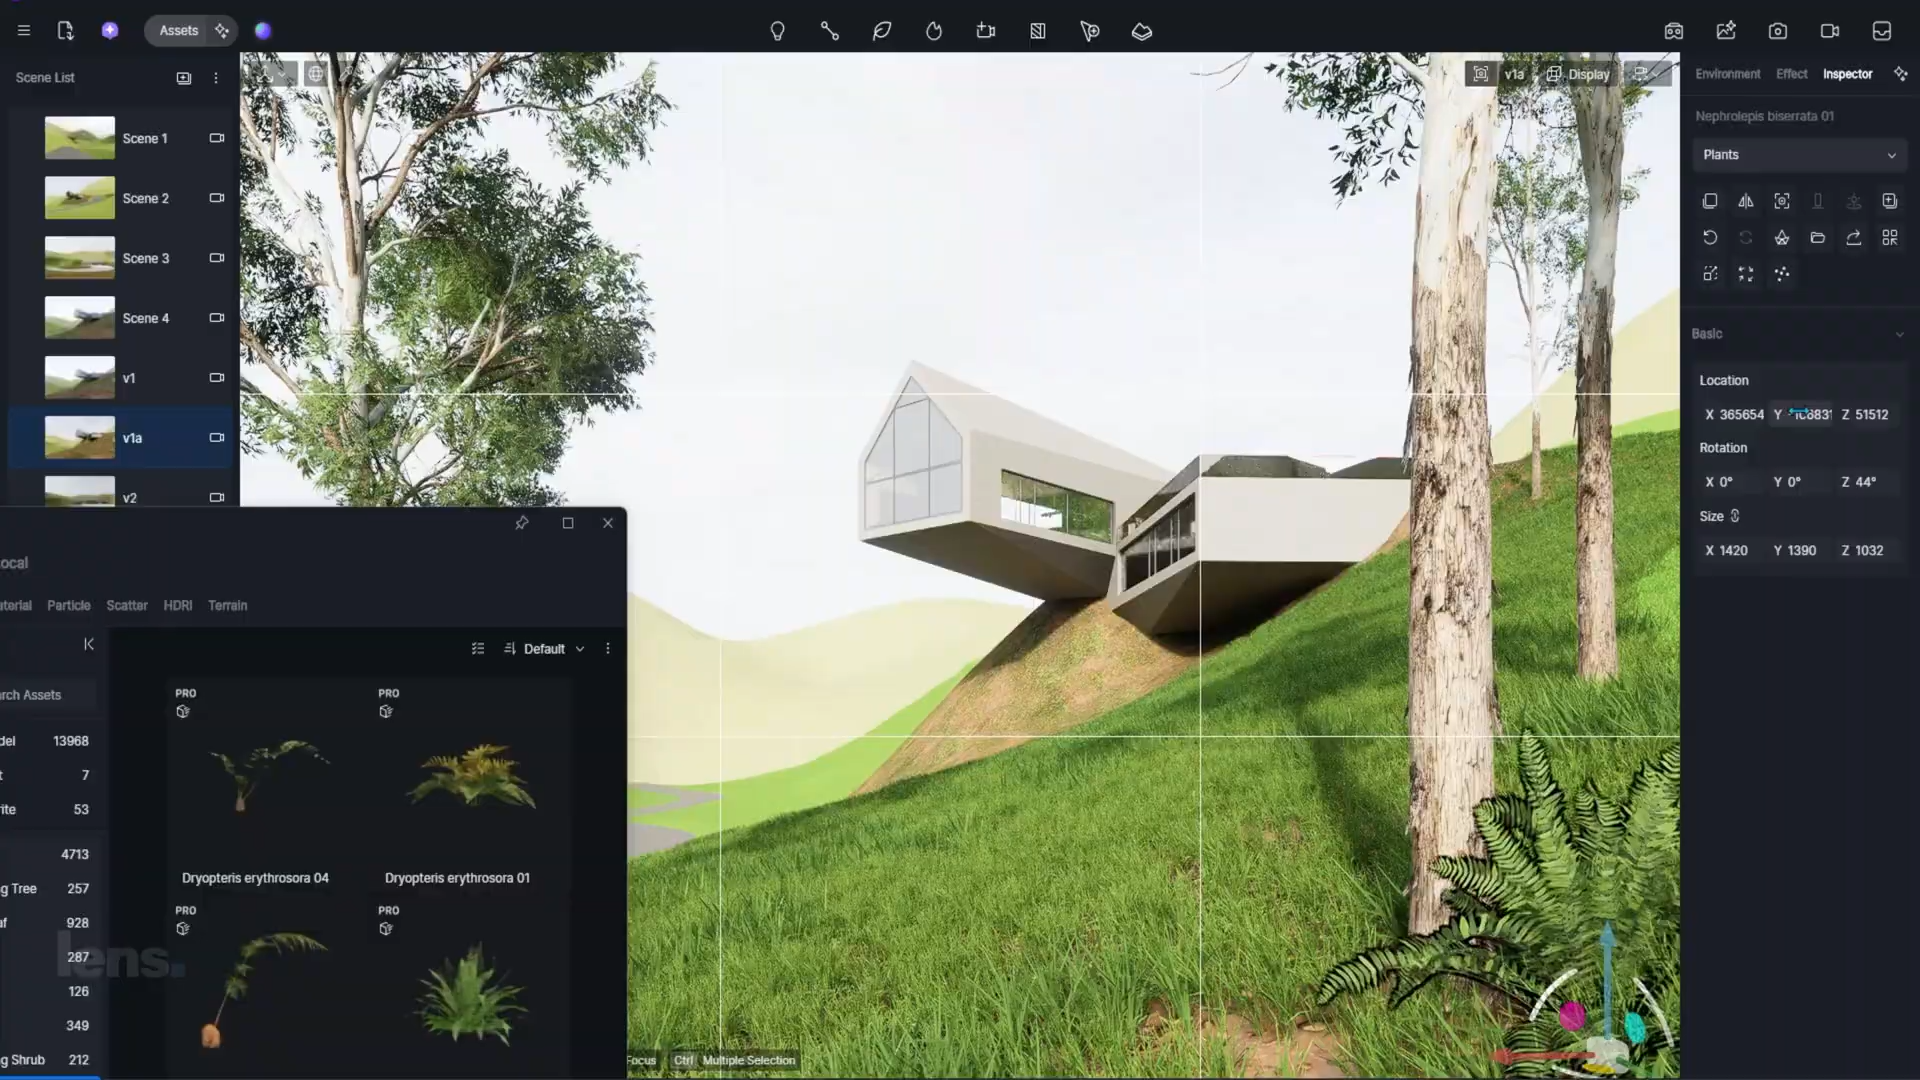 Assets
Scene List
Scene 1
Scene 2
Scene 3
Scene 4
v1
v1a
v2
v1a
Display
Environment
Effect
Inspector
Nephrolepis biserrata 01
Plants
Basic
Location
X 365654
Y
Z 51512
Rotation
X 0°
Y 0°
Z 44°
Size
X 1420
Y 1390
Z 1032
ocal
aterial
Particle
Scatter
HDRI
Terrain
Default
rch Assets
del 13968
t 7
rite 53
4713
g Tree 257
uf 928
287
126
349
g Shrub 212
PRO
PRO
Dryopteris erythrosora 04
Dryopteris erythrosora 01
PRO
PRO
lens.
Focus
Ctrl
Multiple Selection